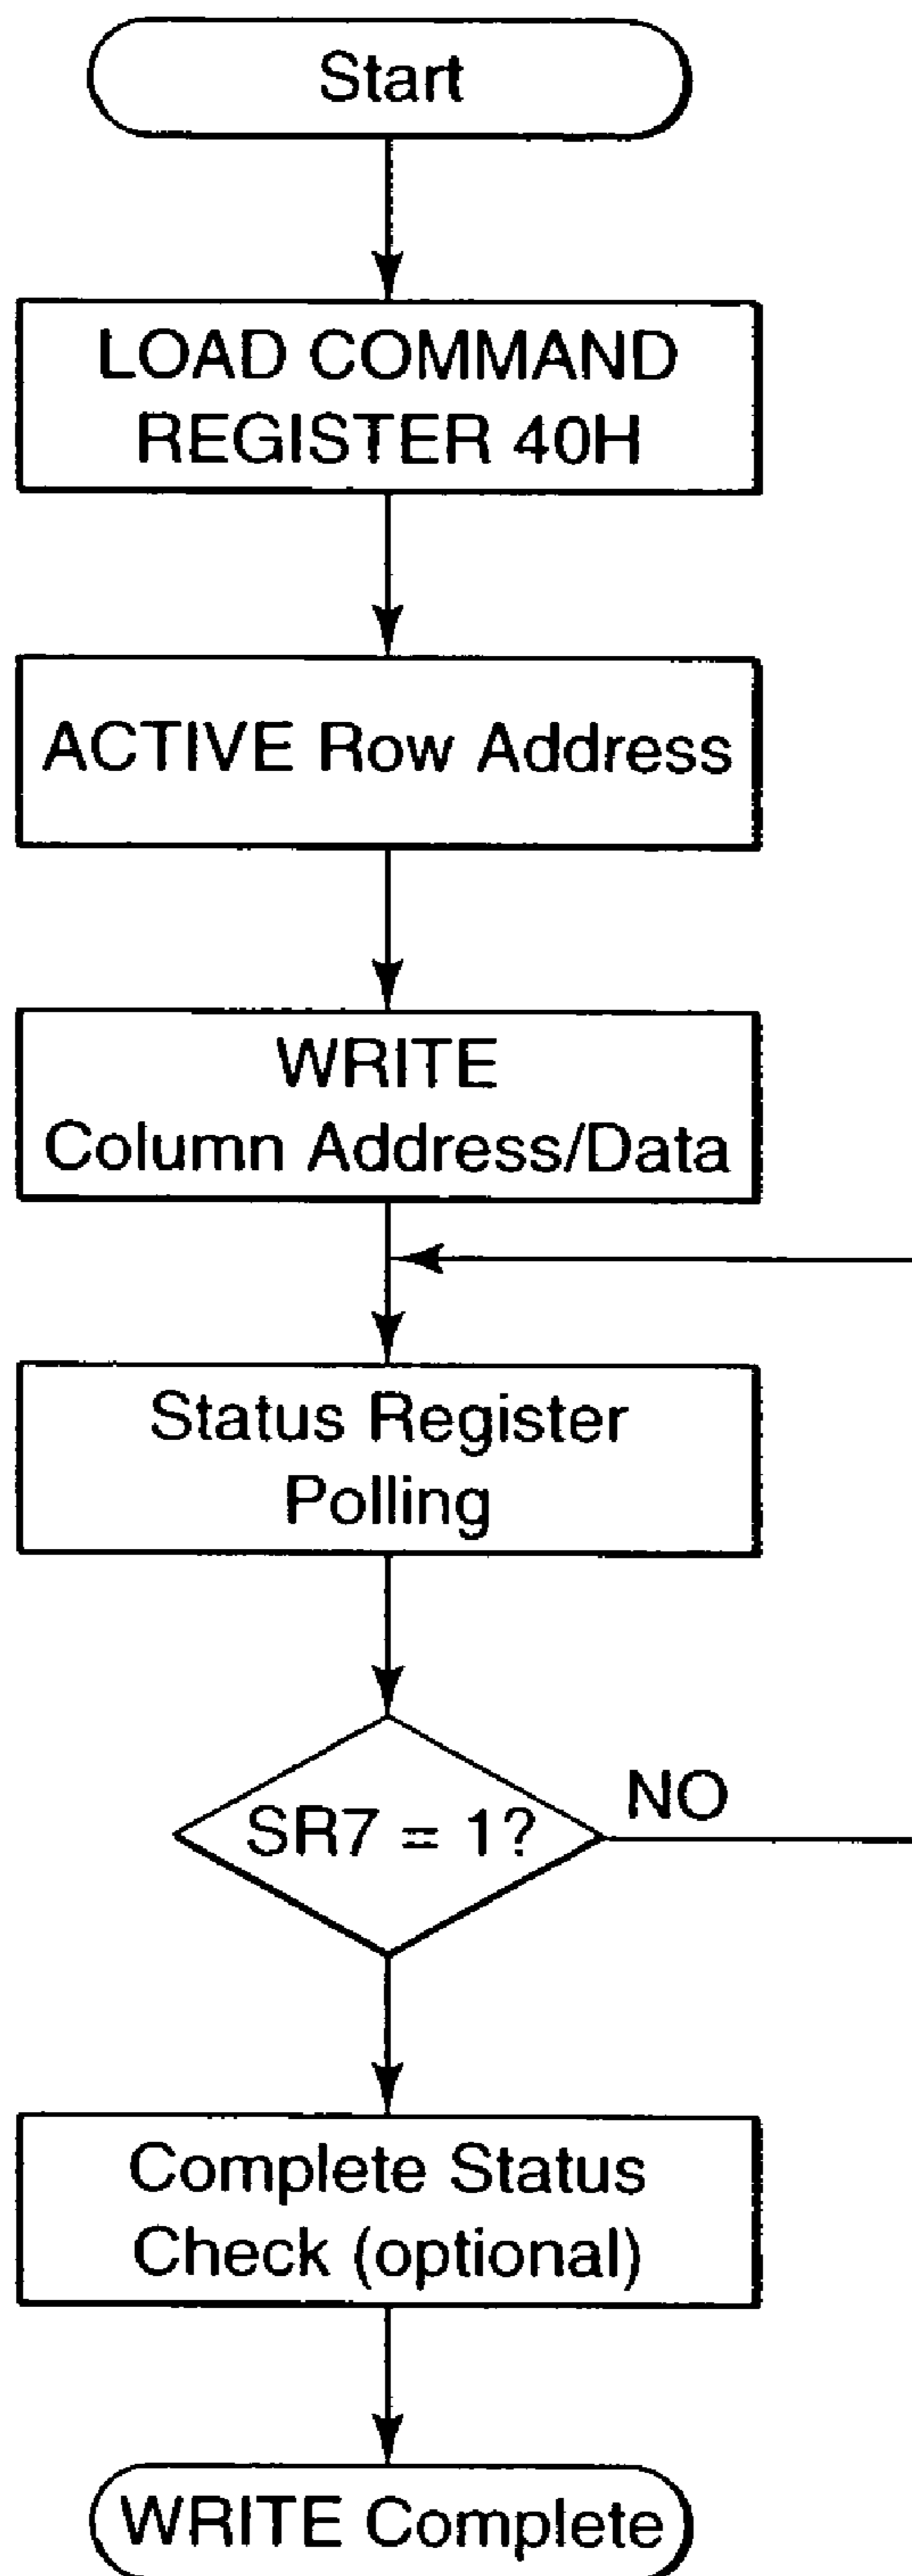 Start
LOAD COMMAND
REGISTER 40H
ACTIVE Row Address
WRITE
Column Address/Data
Status Register
Polling
SR7 = 1?
NO
Complete Status
Check (optional)
WRITE Complete